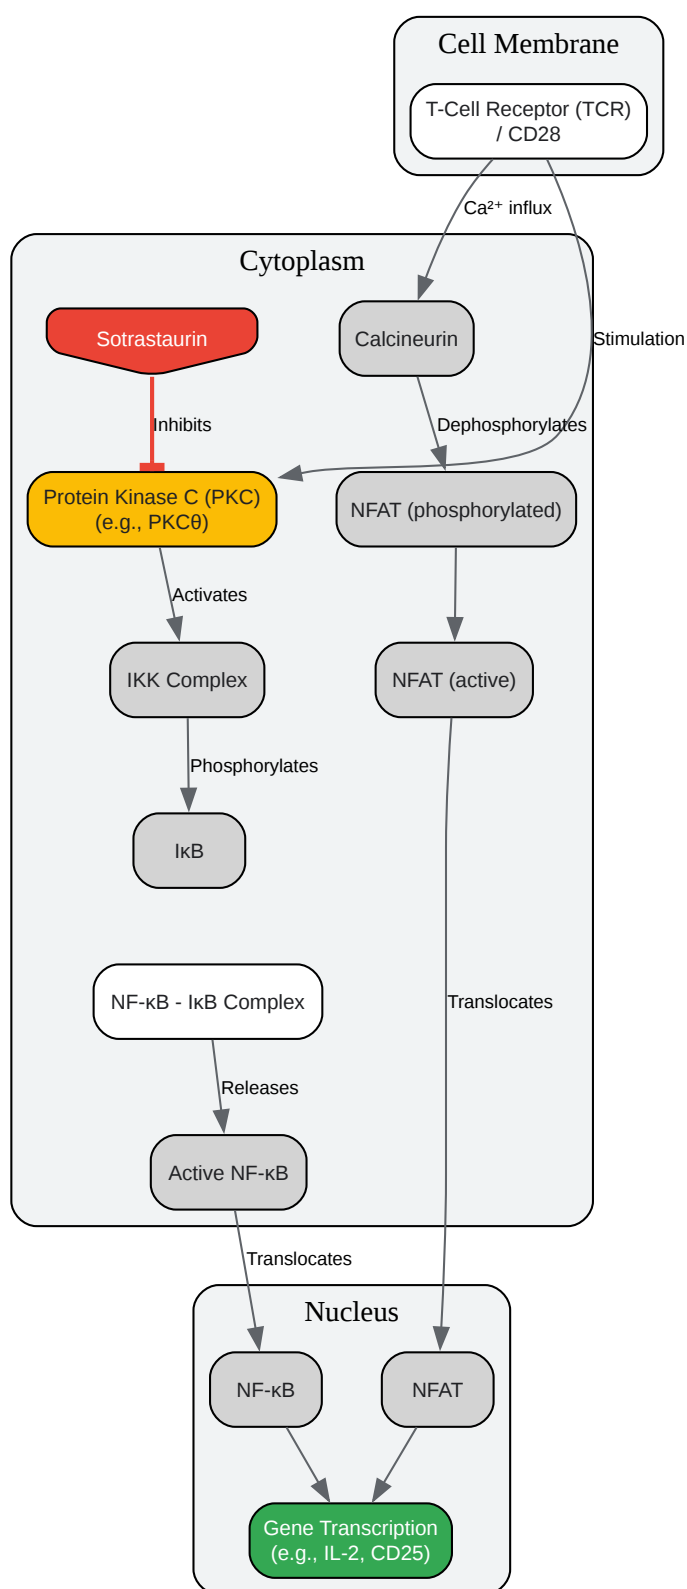 Cell Membrane
T-Cell Receptor (TCR)
/ CD28
Ca²⁺ influx
Cytoplasm
Sotrastaurin
Calcineurin
Stimulation
Inhibits
Dephosphorylates
Protein Kinase C (PKC)
(e.g., PKCθ)
NFAT (phosphorylated)
Activates
IKK Complex
NFAT (active)
Phosphorylates
IκB
NF-κB - IκB Complex
Translocates
Releases
Active NF-κB
Translocates
Nucleus
NF-κB
NFAT
Gene Transcription
(e.g., IL-2, CD25)